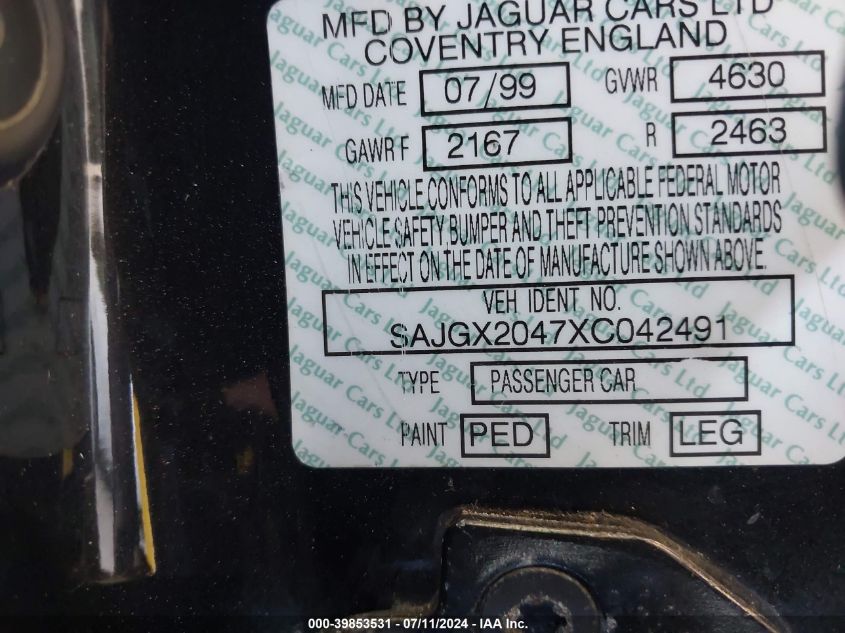 MFD BY JAGUAR CARS LTD
COVENTRY ENGLAND
MFD DATE 07/99 GVWR 4630
GAWR F 2167 R 2463
THIS VEHICLE CONFORMS TO ALL APPLICABLE FEDERAL MOTOR
VEHICLE SAFETY, BUMPER AND THEFT PREVENTION STANDARDS
IN EFFECT ON THE DATE OF MANUFACTURE SHOWN ABOVE.
VEH. IDENT. NO.
SAJGX2047XC042491
TYPE PASSENGER CAR
PAINT PED TRIM LEG
Jaguar Cars Ltd
000-39853531 - 07/11/2024 - IAA Inc.